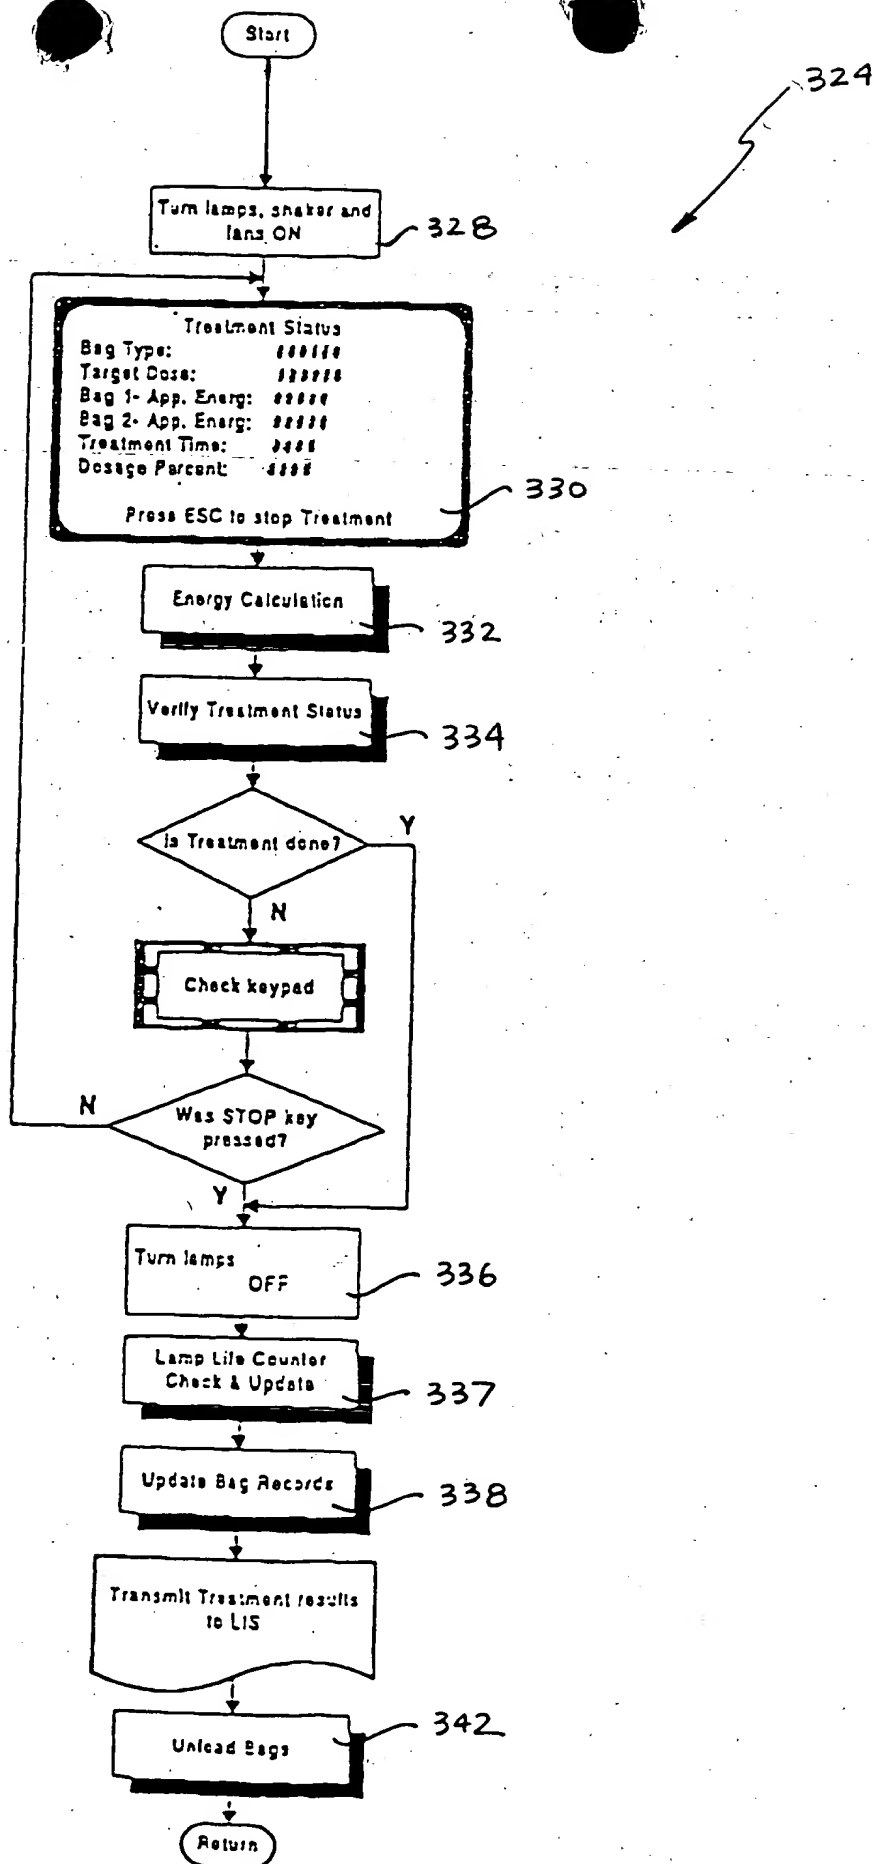 Start
324
Turn lamps, shaker and
fans ON
328
Treatment Status
Bag Type: ######
Target Dose: ######
Bag 1- App. Energ: #####
Bag 2- App. Energ: #####
Treatment Time: ####
Dosage Percent: ####
Press ESC to stop Treatment
330
Energy Calculation
332
Verify Treatment Status
334
Is Treatment done?
Y
N
Check keypad
Was STOP key
pressed?
N
Y
Turn lamps
OFF
336
Lamp Life Counter
Check & Update
337
Update Bag Records
338
Transmit Treatment results
to LIS
Unload Bags
342
Return